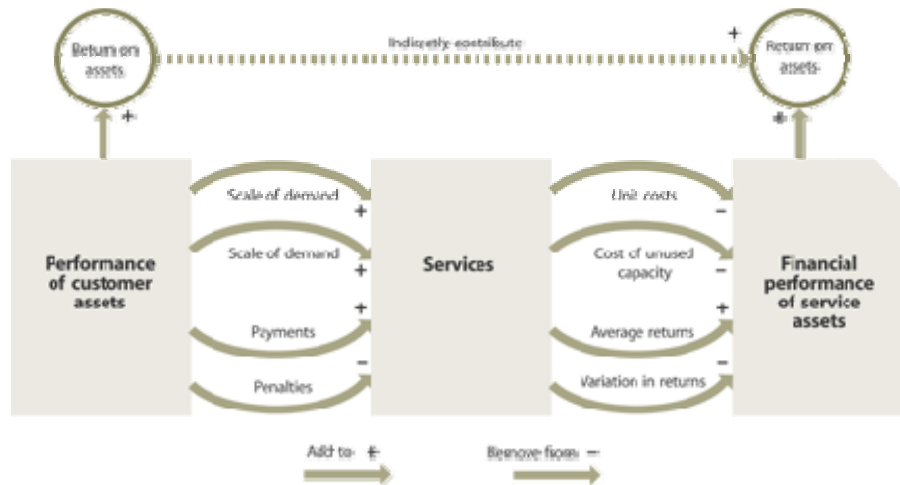 Return on
assets
Indirectly contribute
+
Return on
assets
+
+
Scale of demand
+
Scale of demand
+
Performance
of customer
assets
Payments
+
Penalties
–
Services
Unit costs
–
Cost of unused
capacity
–
Average returns
+
Variation in returns
–
Financial
performance
of service
assets
Add to +
Remove from –